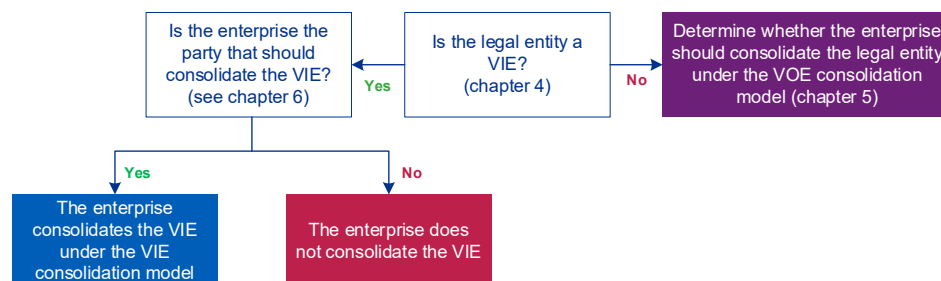 Is the enterprise the
party that should
consolidate the VIE?
(see chapter 6)
Yes
Is the legal entity a
VIE?
(chapter 4)
No
Determine whether the enterprise
should consolidate the legal entity
under the VOE consolidation
model (chapter 5)
Yes
No
The enterprise
consolidates the VIE
under the VIE
consolidation model
The enterprise does
not consolidate the VIE